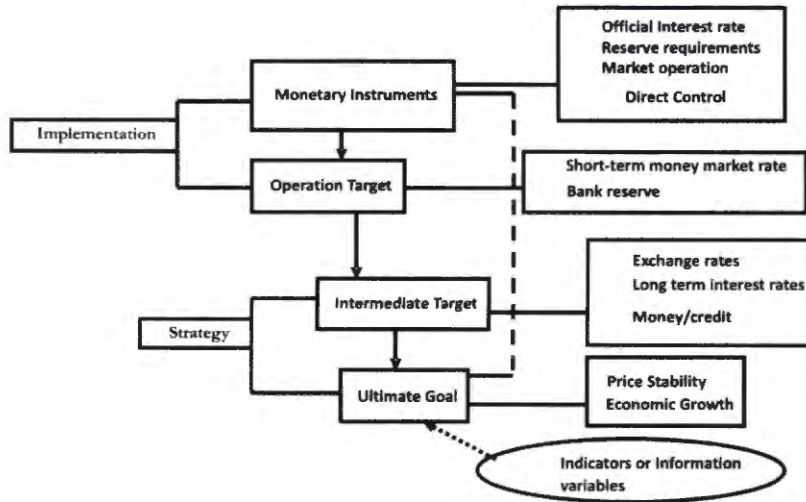 Official Interest rate
Reserve requirements
Market operation
Direct Control
Monetary Instruments
Implementation
Operation Target
Short-term money market rate
Bank reserve
Exchange rates
Long term interest rates
Money/credit
Intermediate Target
Strategy
Ultimate Goal
Price Stability
Economic Growth
Indicators or Information
variables